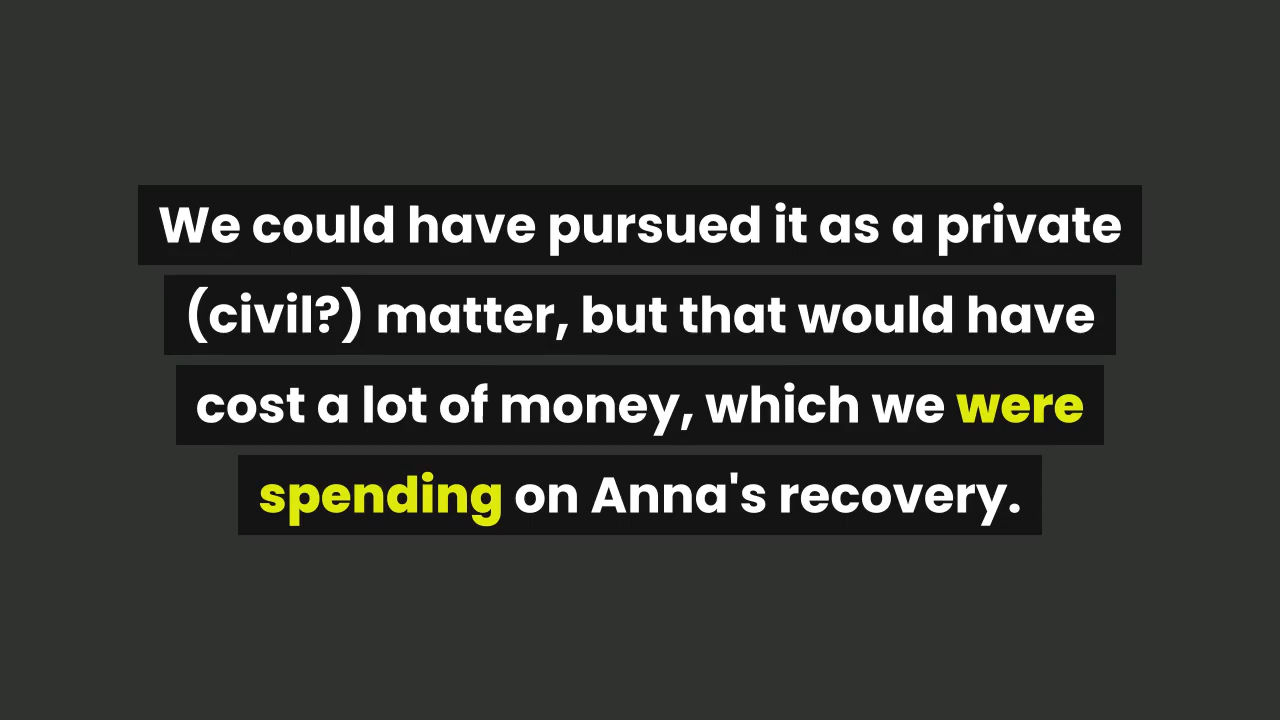 We could have pursued it as a private
(civil?) matter, but that would have
cost a lot of money, which we were
spending on Anna's recovery.